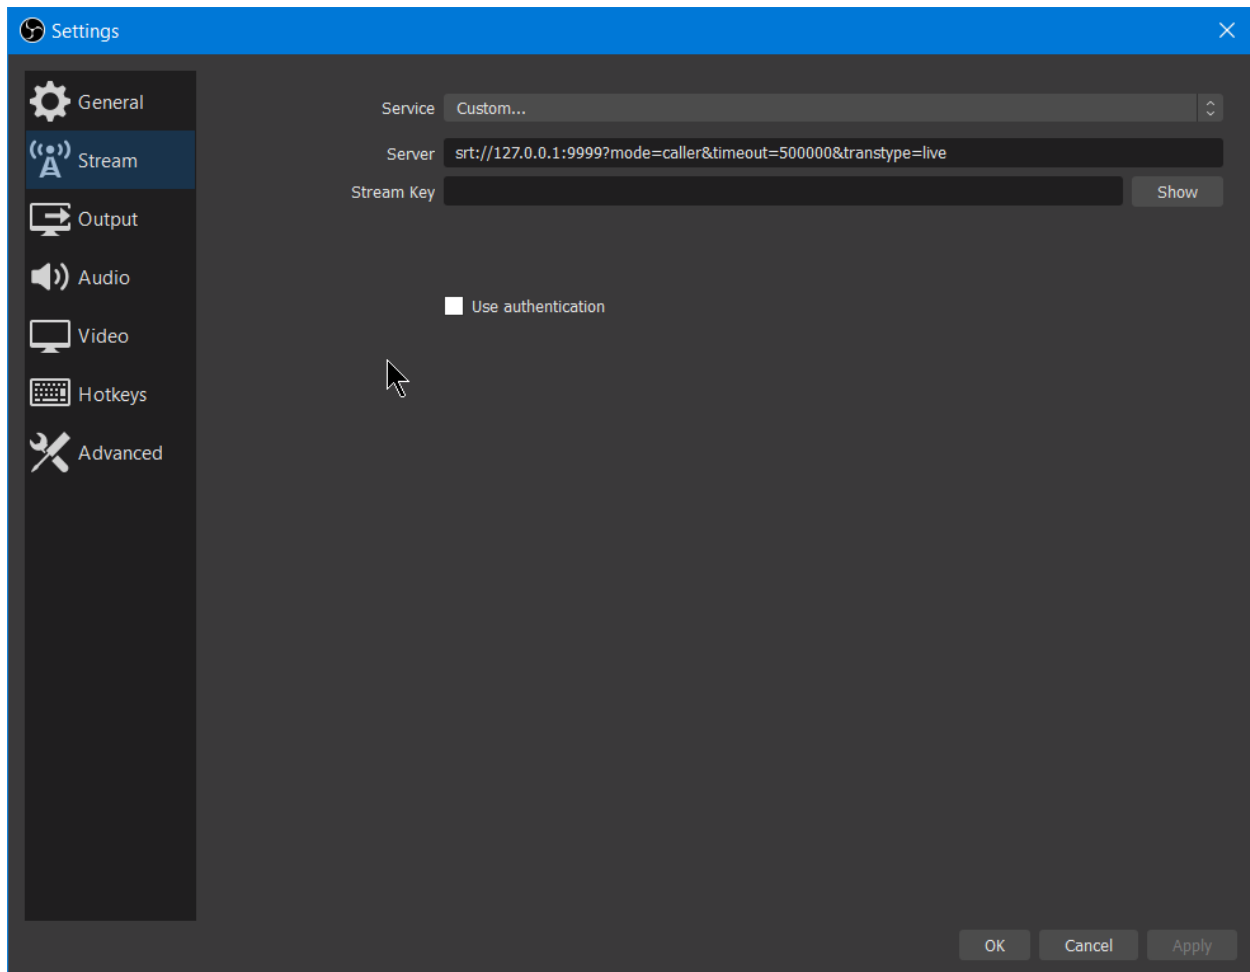 Settings
General
Stream
Output
Audio
Video
Hotkeys
Advanced
Service Custom...
Server srt://127.0.0.1:9999?mode=caller&timeout=500000&transtype=live
Stream Key Show
Use authentication
OK Cancel Apply